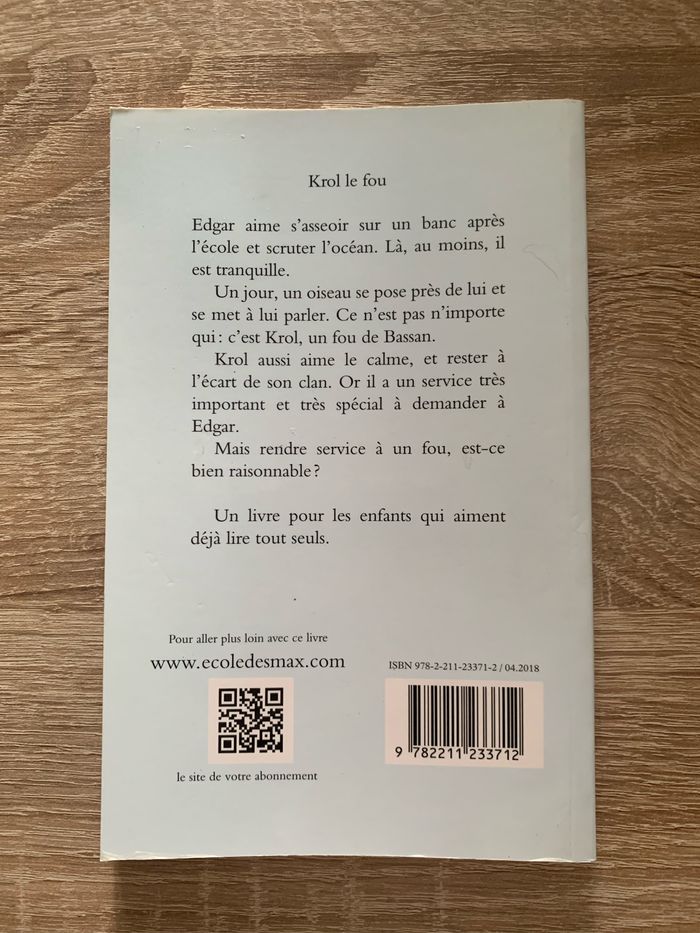 Krol le fou
Edgar aime s'asseoir sur un banc après
l'école et scruter l'océan. Là, au moins, il
est tranquille.
Un jour, un oiseau se pose près de lui et
se met à lui parler. Ce n'est pas n'importe
qui : c'est Krol, un fou de Bassan.
Krol aussi aime le calme, et rester à
l'écart de son clan. Or il a un service très
important et très spécial à demander à
Edgar.
Mais rendre service à un fou, est-ce
bien raisonnable ?
Un livre pour les enfants qui aiment
déjà lire tout seuls.
Pour aller plus loin avec ce livre
www.ecoledesmax.com
le site de votre abonnement
ISBN 978-2-211-23371-2 / 04.2018
9 782211 233712